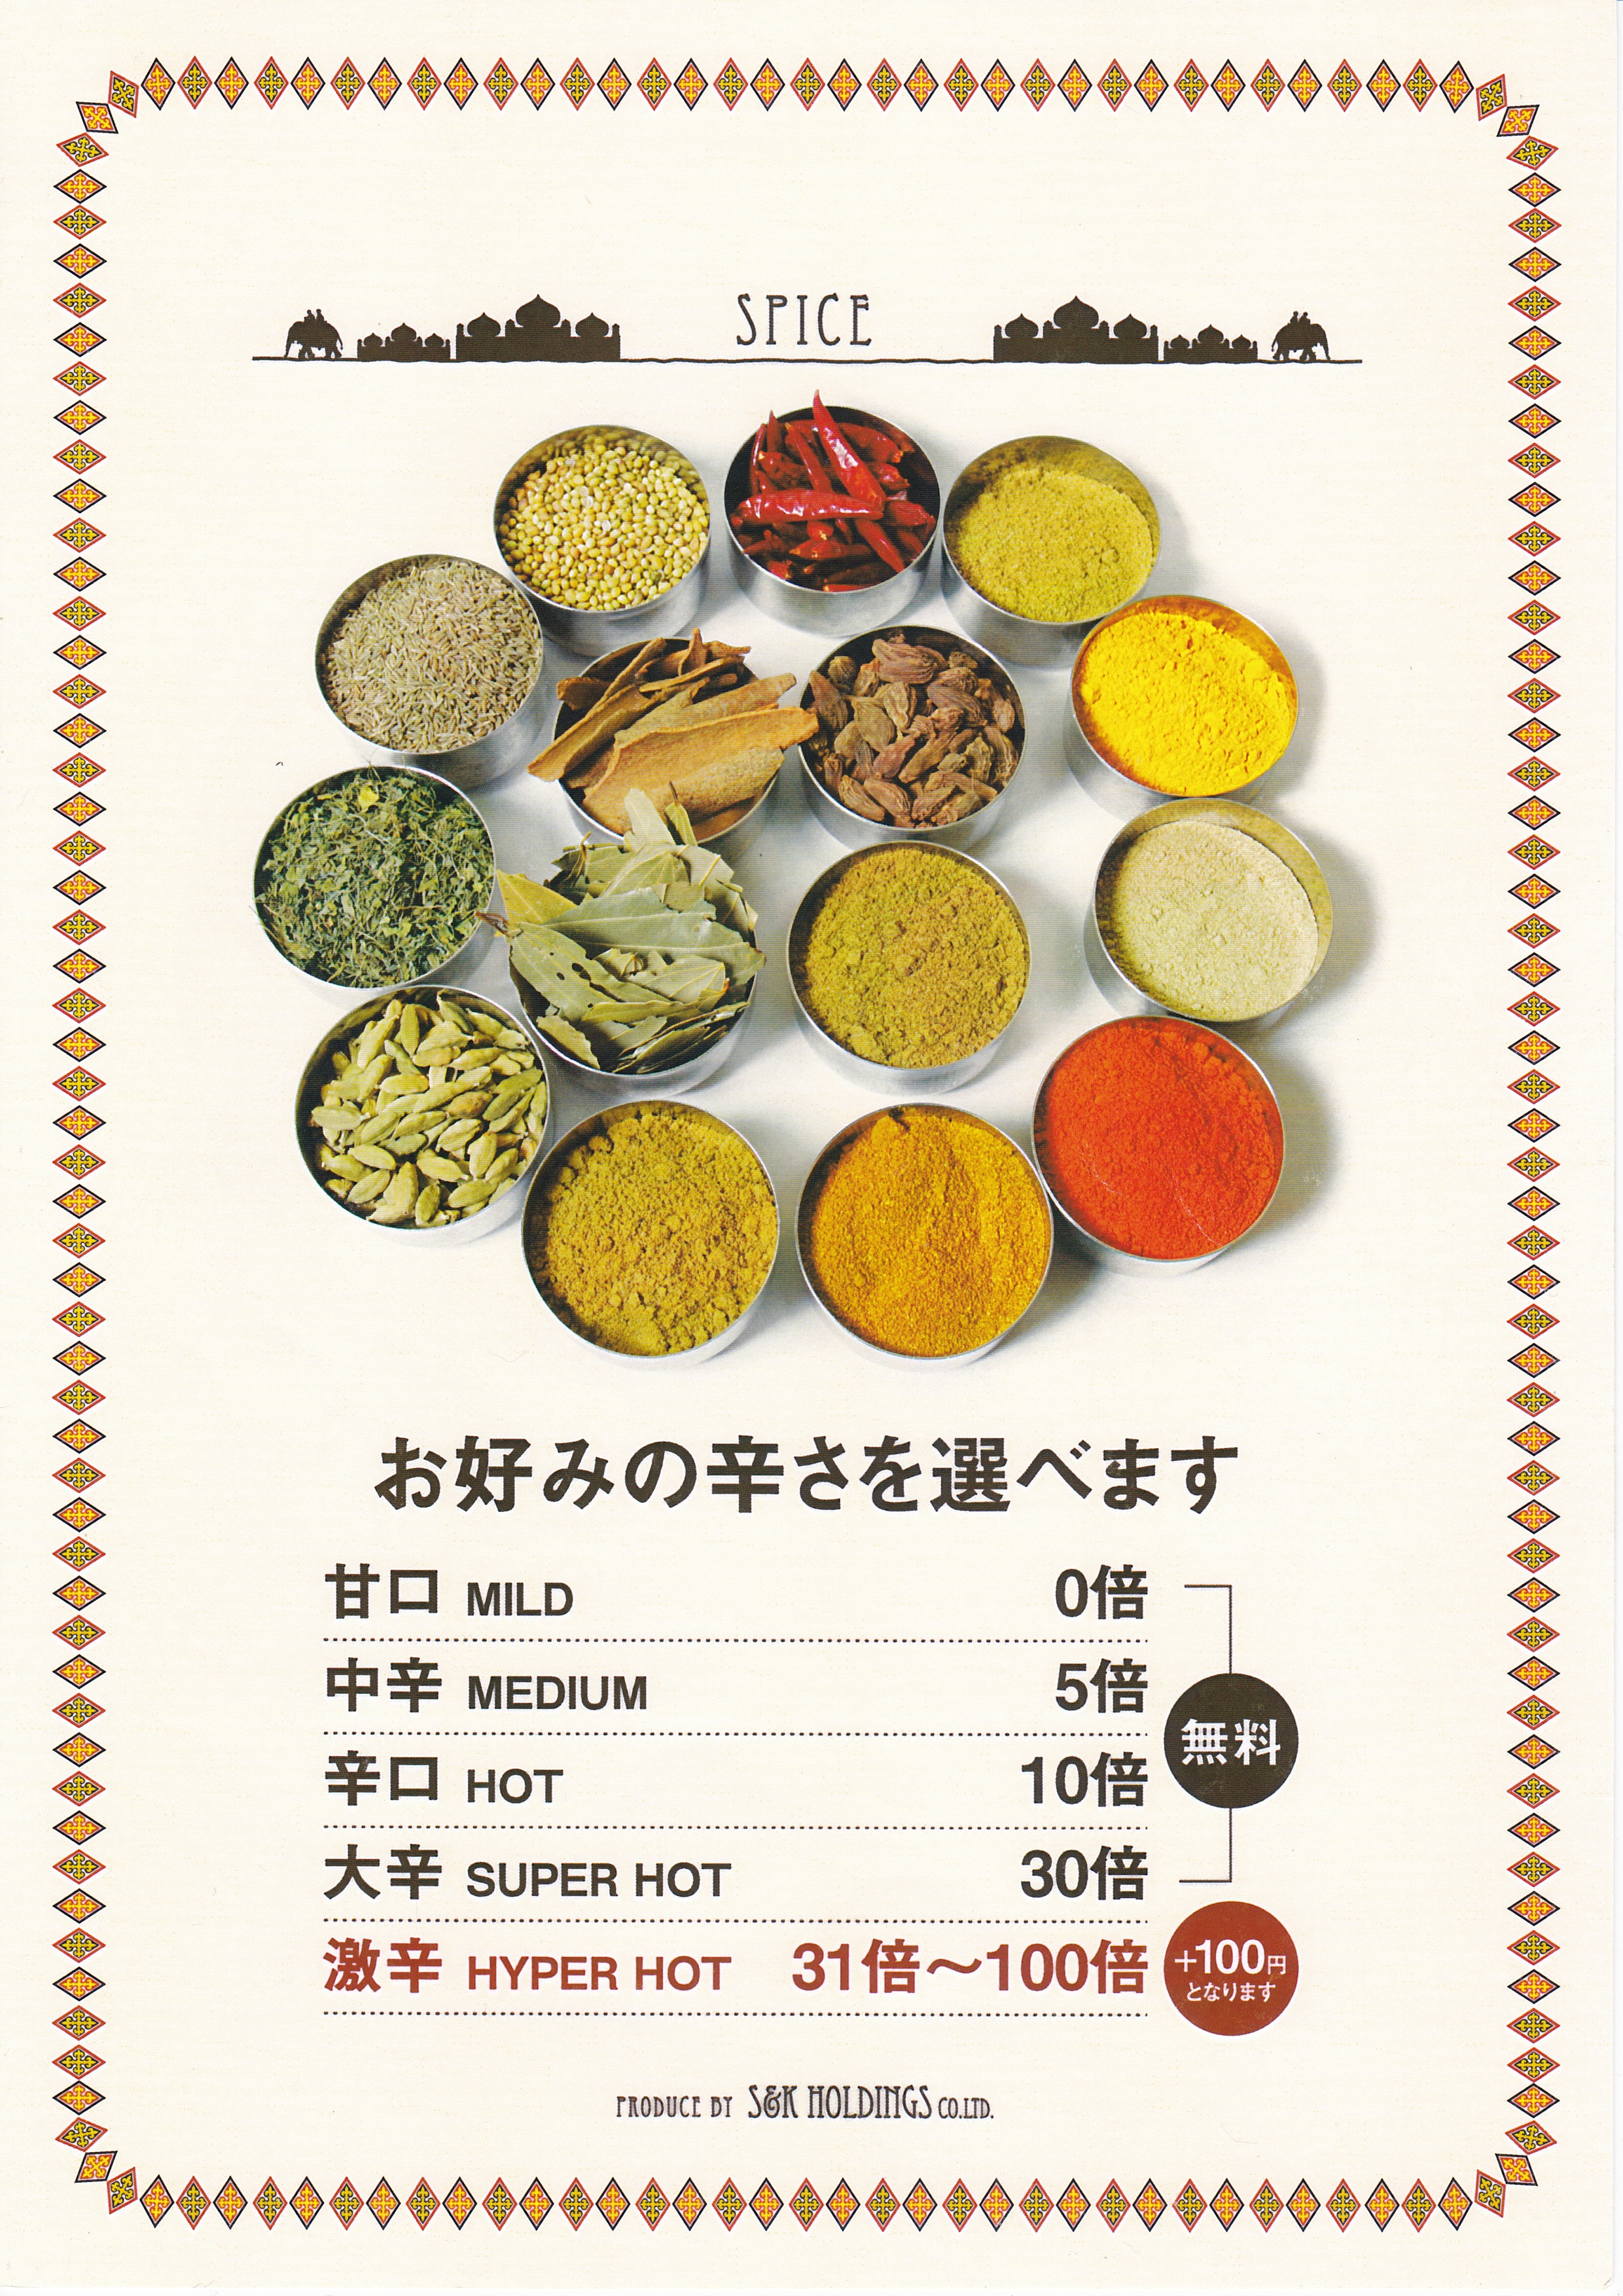 SPICE
お好みの辛さを選べます
甘口 MILD 0倍
中辛 MEDIUM 5倍
無料
辛口 HOT 10倍
大辛 SUPER HOT 30倍
激辛 HYPER HOT 31倍〜100倍
+100円
となります
PRODUCE BY S&K HOLDINGS CO.LTD.